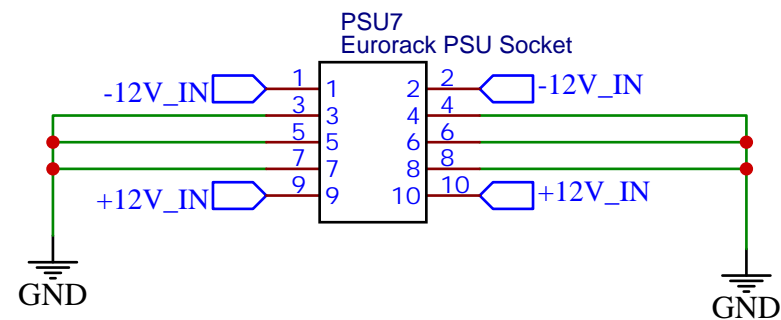 PSU7
Eurorack PSU Socket
-12V_IN 1 1 2 2 -12V_IN
3 3 4 4
5 5 6 6
7 7 8 8
+12V_IN 9 9 10 10 +12V_IN
GND GND